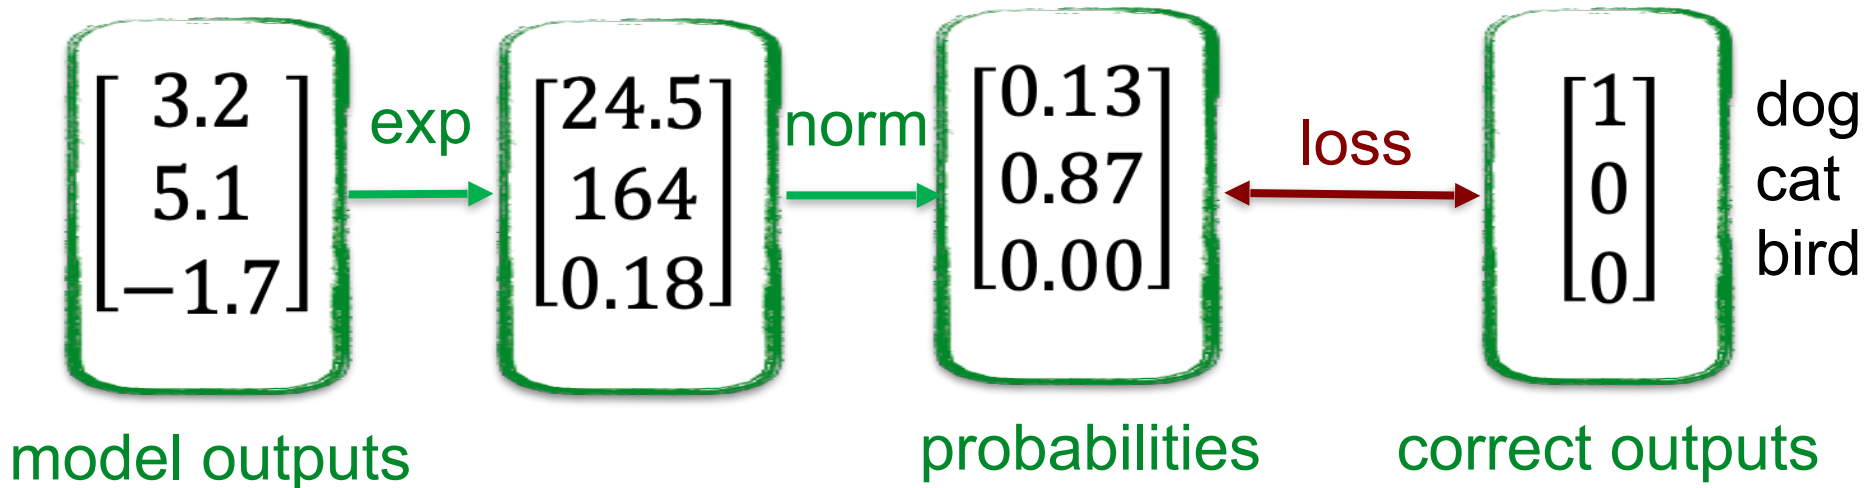 3.2
5.1
−1.7
exp
24.5
164
0.18
norm
0.13
0.87
0.00
loss
1
0
0
dog
cat
bird
model outputs
probabilities
correct outputs